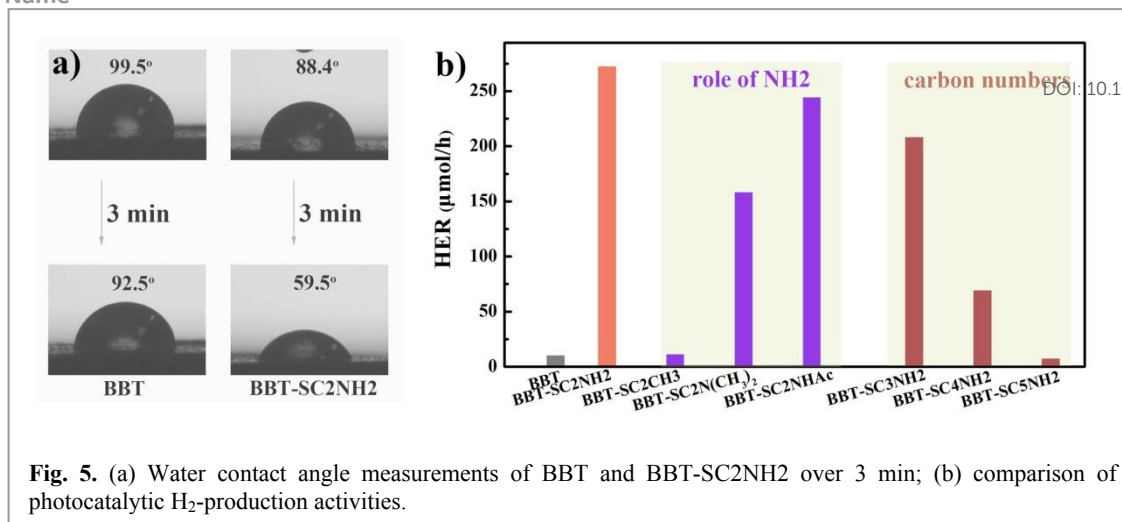 Name
a)
99.5°
88.4°
3 min
3 min
92.5°
59.5°
BBT
BBT-SC2NH2
b)
role of NH2
carbon numbers
DOI: 10.10
HER (μmol/h)
250
200
150
100
50
0
BBT
BBT-SC2NH2
BBT-SC2CH3
BBT-SC2N(CH₃)₂
BBT-SC2NHAc
BBT-SC3NH2
BBT-SC4NH2
BBT-SC5NH2
Fig. 5. (a) Water contact angle measurements of BBT and BBT-SC2NH2 over 3 min; (b) comparison of
photocatalytic H₂-production activities.